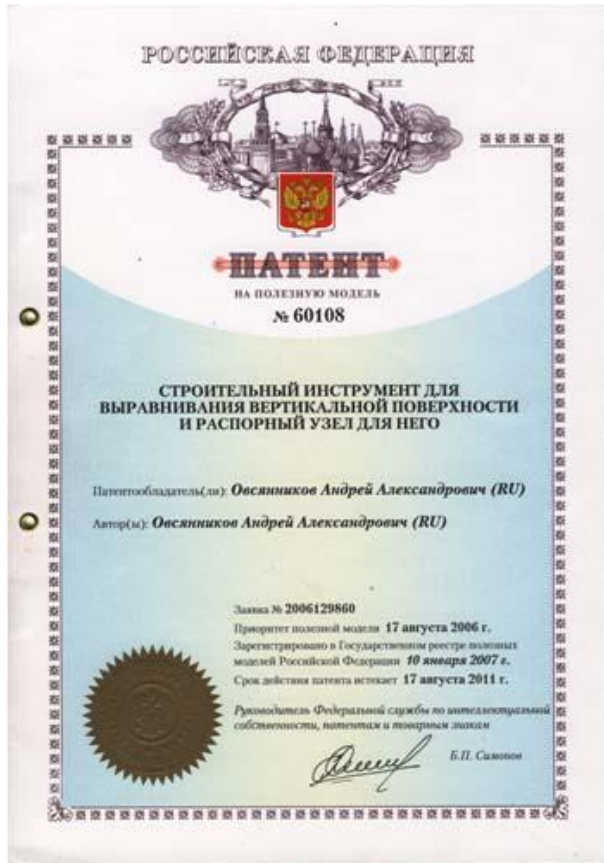 РОССИЙСКАЯ ФЕДЕРАЦИЯ
ПАТЕНТ
НА ПОЛЕЗНУЮ МОДЕЛЬ
№ 60108
СТРОИТЕЛЬНЫЙ ИНСТРУМЕНТ ДЛЯ
ВЫРАВНИВАНИЯ ВЕРТИКАЛЬНОЙ ПОВЕРХНОСТИ
И РАСПОРНЫЙ УЗЕЛ ДЛЯ НЕГО
Патентообладатель(ли): Овсянников Андрей Александрович (RU)
Автор(ы): Овсянников Андрей Александрович (RU)
Заявка № 2006129860
Приоритет полезной модели 17 августа 2006 г.
Зарегистрировано в Государственном реестре полезных
моделей Российской Федерации 10 января 2007 г.
Срок действия патента истекает 17 августа 2011 г.
Руководитель Федеральной службы по интеллектуальной
собственности, патентам и товарным знакам
Б.П. Симонов